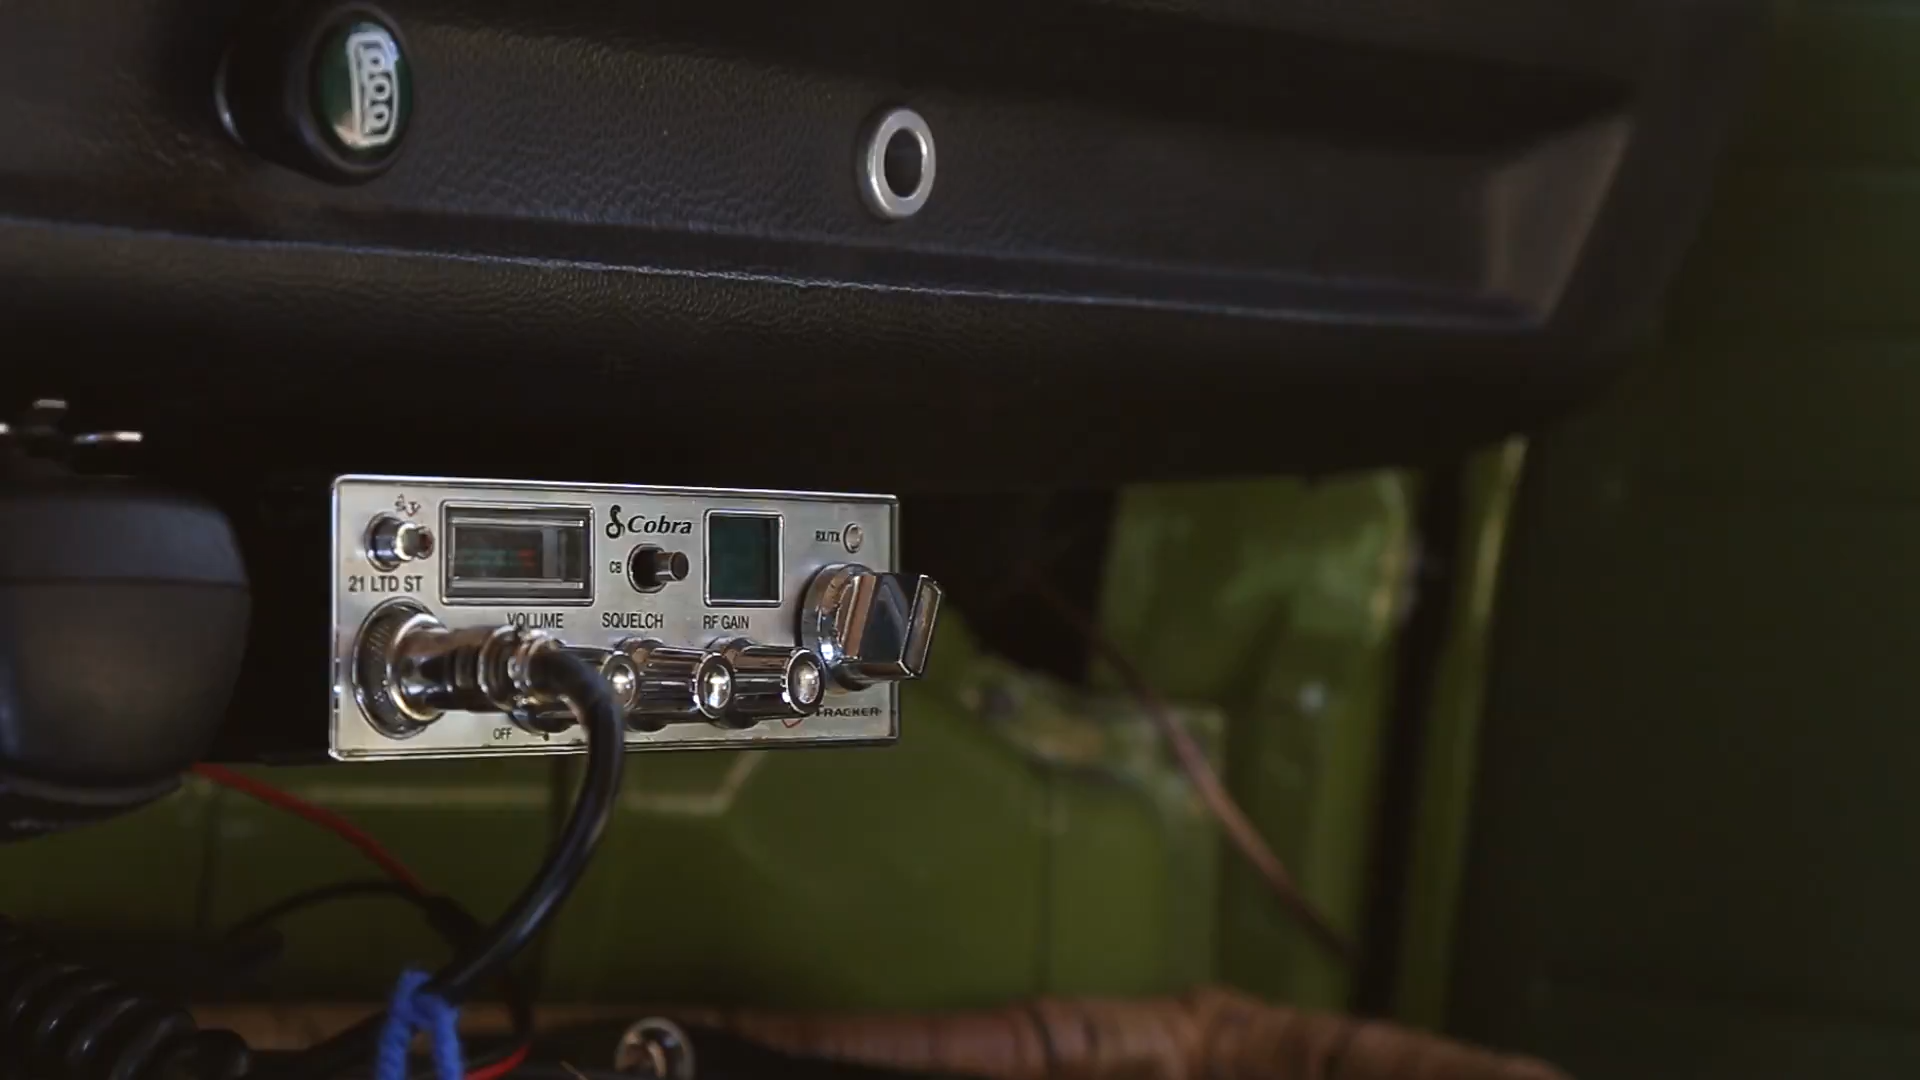 Cobra
RX/TX
CB
21 LTD ST
VOLUME
SQUELCH
RF GAIN
TRACKER
OFF